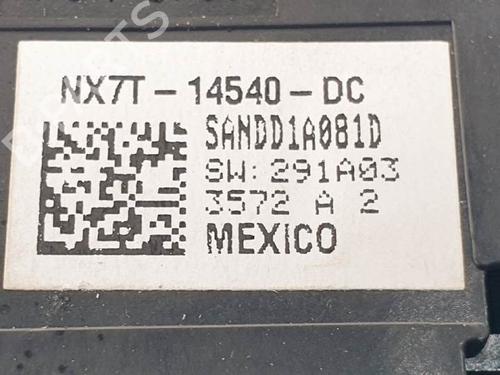 NX7T-14540-DC
SANDD1A081D
SW:291A03
3572 A 2
MEXICO